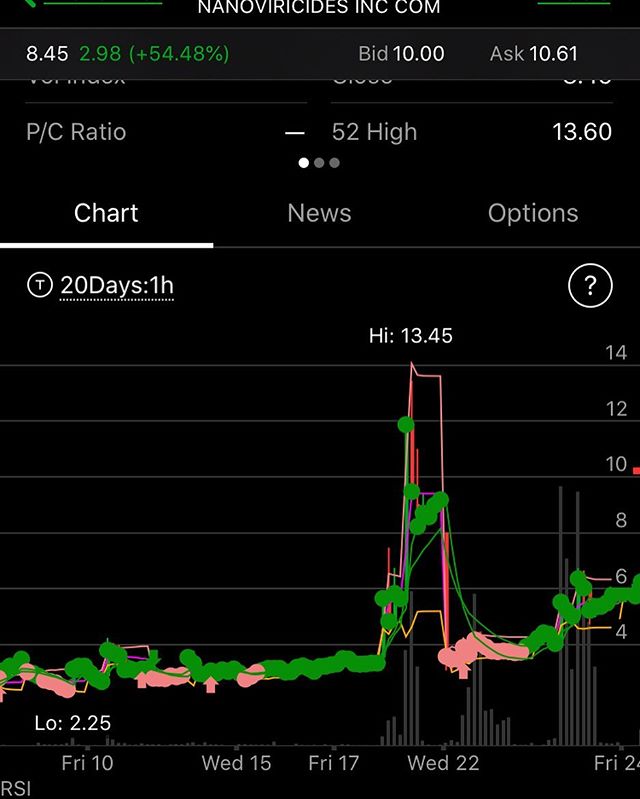 NANOVIRICIDES INC COM
8.45 2.98 (+54.48%) Bid 10.00 Ask 10.61
P/C Ratio — 52 High 13.60
Chart News Options
T 20Days:1h ?
Hi: 13.45
14
12
10
8
6
4
Lo: 2.25
Fri 10 Wed 15 Fri 17 Wed 22 Fri 24
RSI